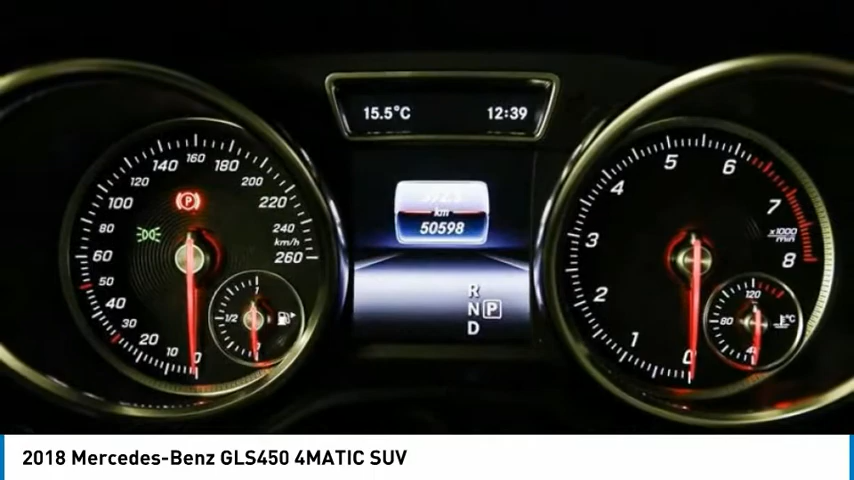 15.5°C 12:39
km
50598
R
N P
D
10 20 30 40 50 60 80 100 120 140 160 180 200 220 240 260
km/h
P
1
1/2
0
0 1 2 3 4 5 6 7 8
x1000
min
120
80
°C
2018 Mercedes-Benz GLS450 4MATIC SUV